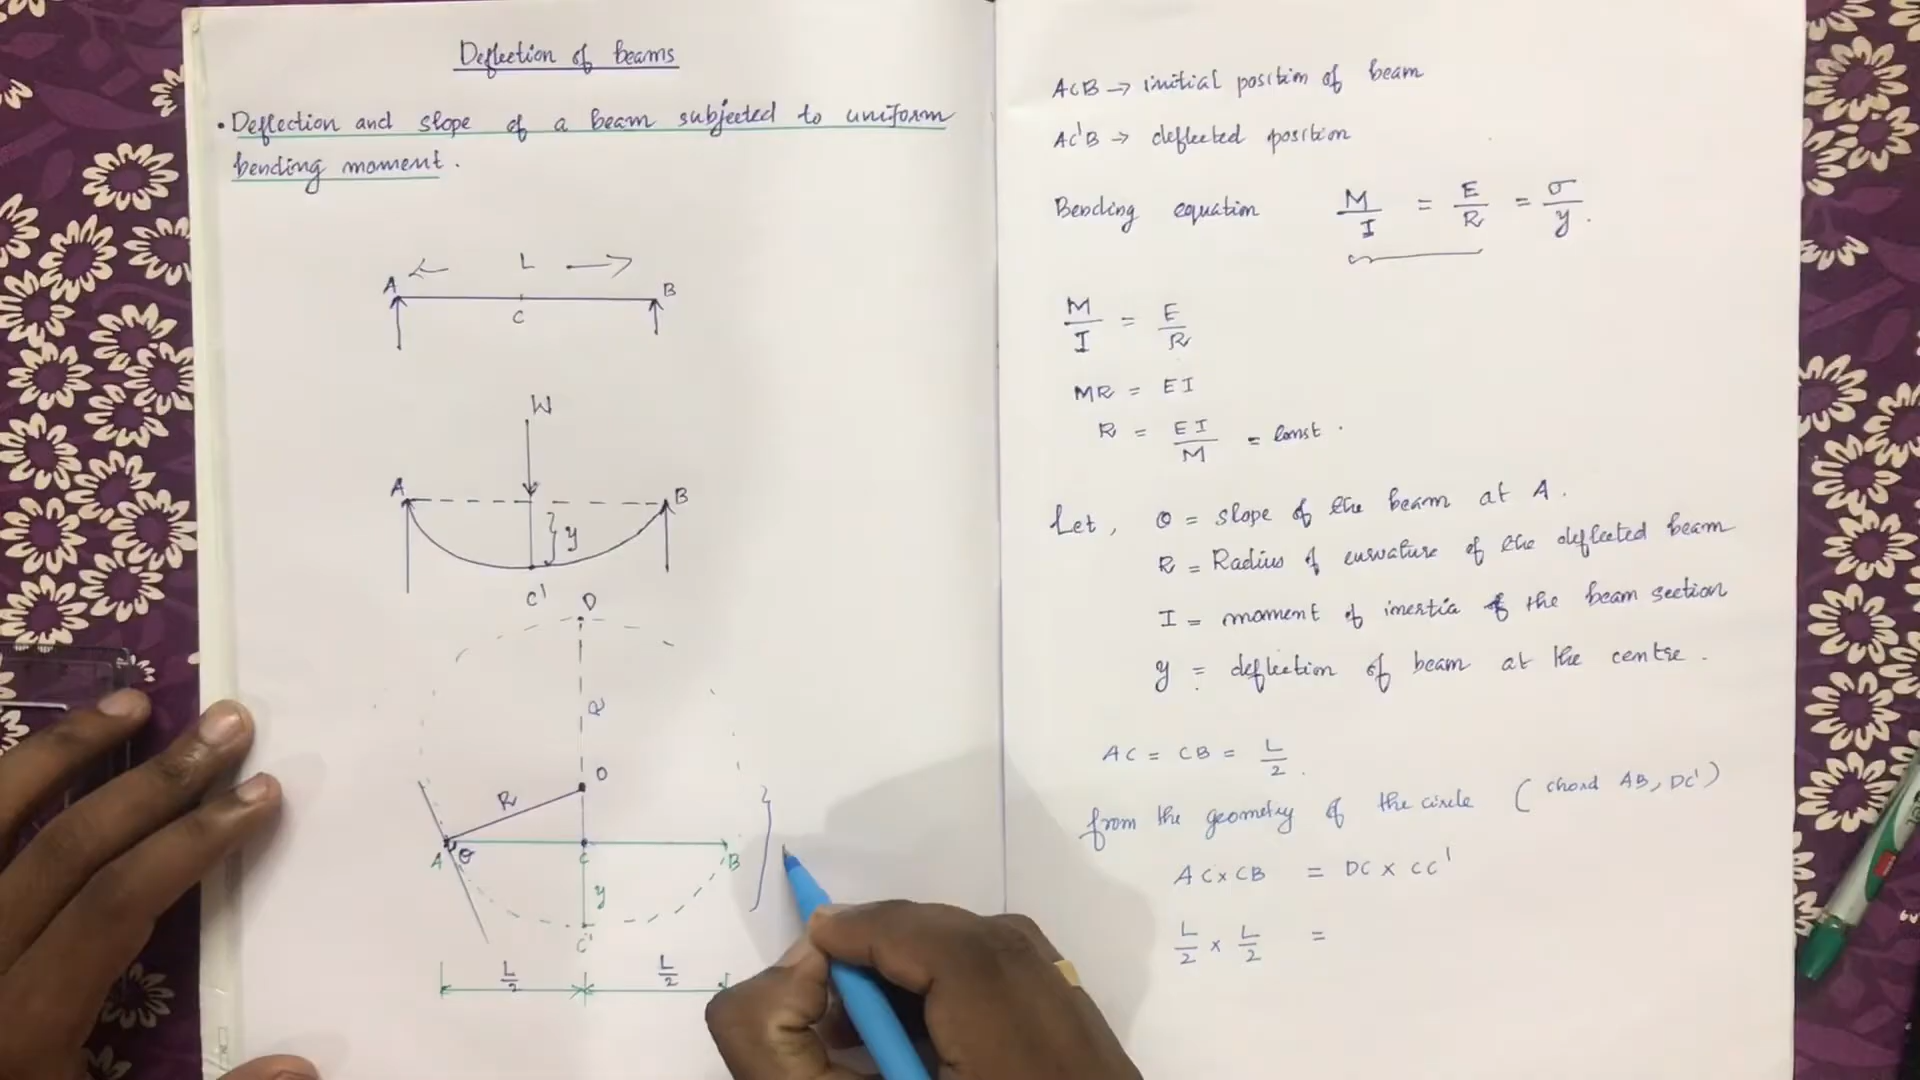 Deflection of beams
• Deflection and slope of a beam subjected to uniform
bending moment.
L
A B
C
W
A B
y
C'
D
R
O
R
A θ C B
y
C'
L/2 L/2
ACB → initial position of beam
AC'B → deflected position
Bending equation M/I = E/R = σ/y.
M/I = E/R
MR = EI
R = EI/M = Const.
Let, θ = slope of the beam at A.
R = Radius of curvature of the deflected beam
I = moment of inertia of the beam section
y = deflection of beam at the centre.
AC = CB = L/2.
from the geometry of the circle (chord AB, DC')
AC x CB = DC x CC'
L/2 x L/2 =